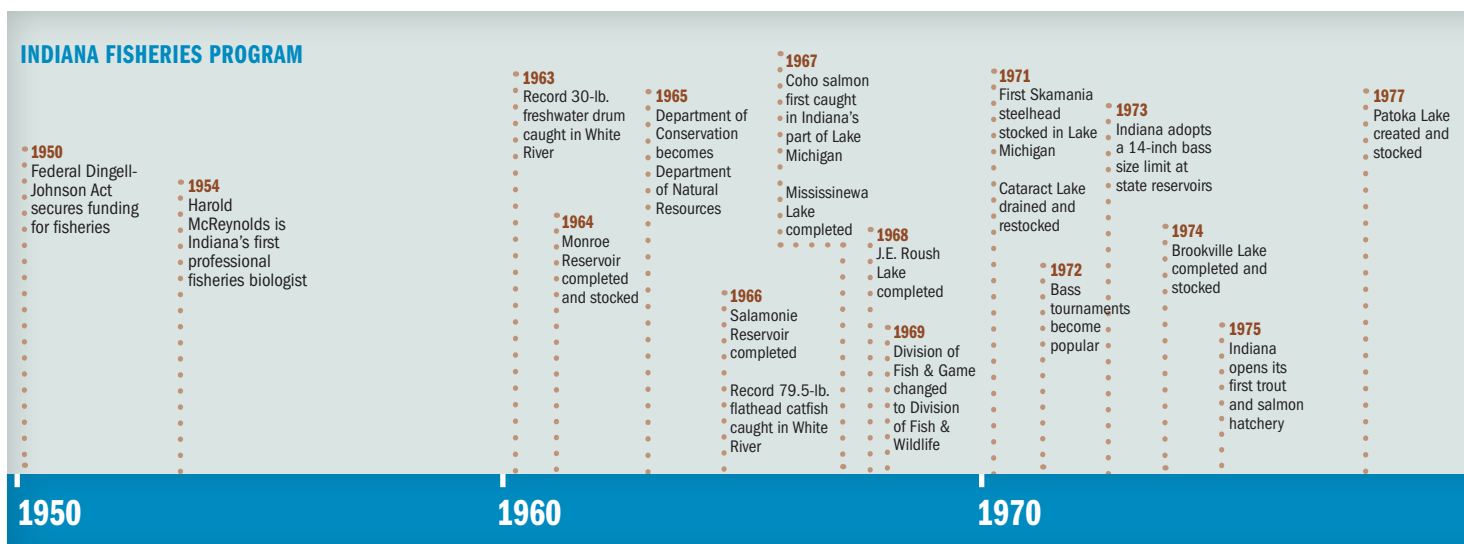 INDIANA FISHERIES PROGRAM
1950
Federal Dingell-
Johnson Act
secures funding
for fisheries
1954
Harold
McReynolds is
Indiana's first
professional
fisheries biologist
1963
Record 30-lb.
freshwater drum
caught in White
River
1964
Monroe
Reservoir
completed
and stocked
1965
Department of
Conservation
becomes
Department
of Natural
Resources
1966
Salamonie
Reservoir
completed
Record 79.5-lb.
flathead catfish
caught in White
River
1967
Coho salmon
first caught
in Indiana's
part of Lake
Michigan
Mississinewa
Lake
completed
1968
J.E. Roush
Lake
completed
1969
Division of
Fish & Game
changed
to Division
of Fish &
Wildlife
1971
First Skamania
steelhead
stocked in Lake
Michigan
Cataract Lake
drained and
restocked
1972
Bass
tournaments
become
popular
1973
Indiana adopts
a 14-inch bass
size limit at
state reservoirs
1974
Brookville Lake
completed and
stocked
1975
Indiana
opens its
first trout
and salmon
hatchery
1977
Patoka Lake
created and
stocked
1950
1960
1970